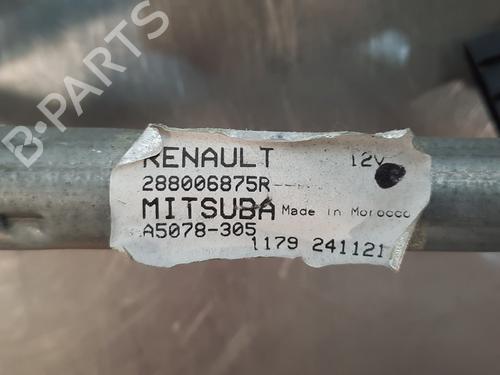 B-PARTS
RENAULT 12V
288006875R
MITSUBA Made in Morocco
A5078-305
1179 241121